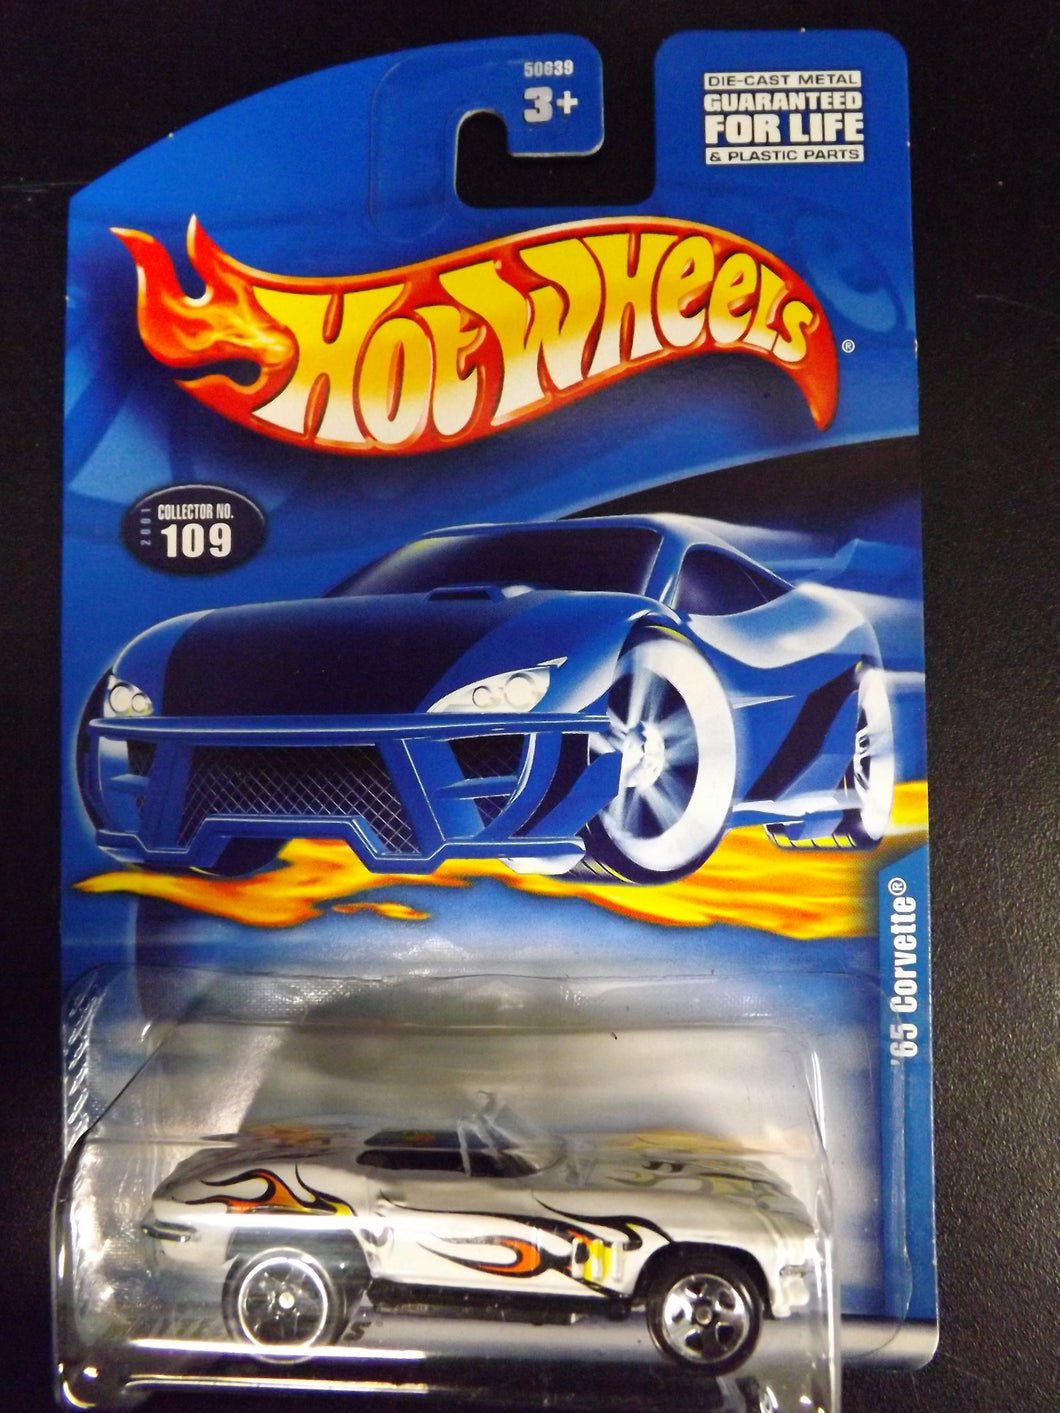 50639
3+
DIE-CAST METAL
GUARANTEED
FOR LIFE
& PLASTIC PARTS
HOT WHEELS®
2001
COLLECTOR NO.
109
'65 Corvette®